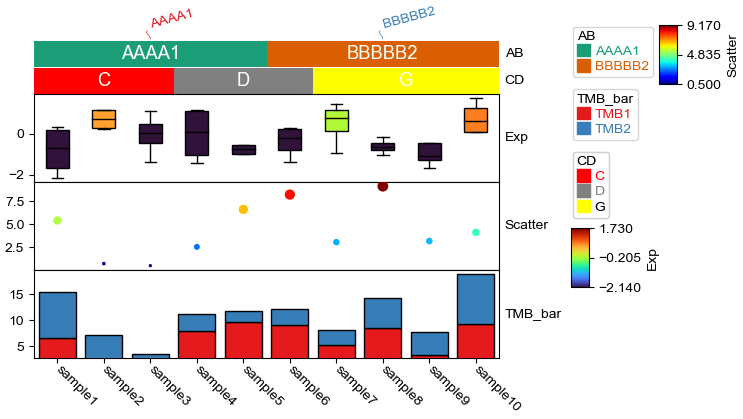 AAAA1
BBBBB2
AAAA1 BBBBB2 AB
C D G CD
0
−2
Exp
7.5
5.0
2.5
Scatter
15
10
5
TMB_bar
sample1 sample2 sample3 sample4 sample5 sample6 sample7 sample8 sample9 sample10
AB
AAAA1
BBBBB2
TMB_bar
TMB1
TMB2
CD
C
D
G
1.730
−0.205
−2.140
Exp
9.170
4.835
0.500
Scatter